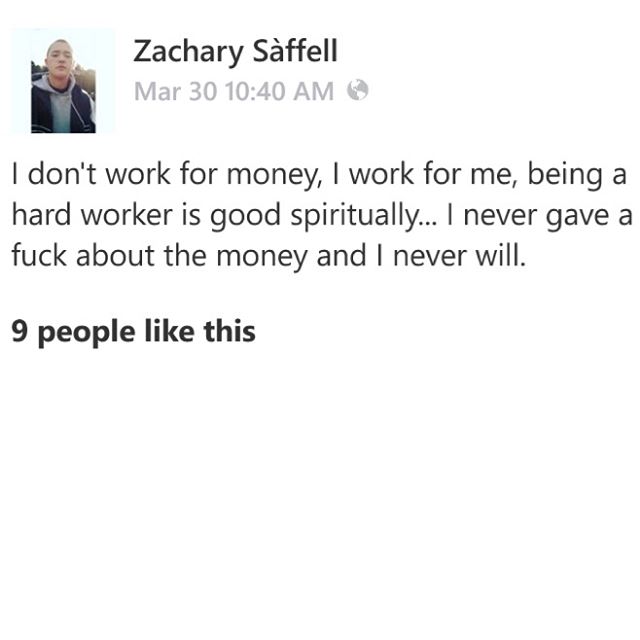 Zachary Sàffell
Mar 30 10:40 AM
I don't work for money, I work for me, being a
hard worker is good spiritually... I never gave a
fuck about the money and I never will.
9 people like this